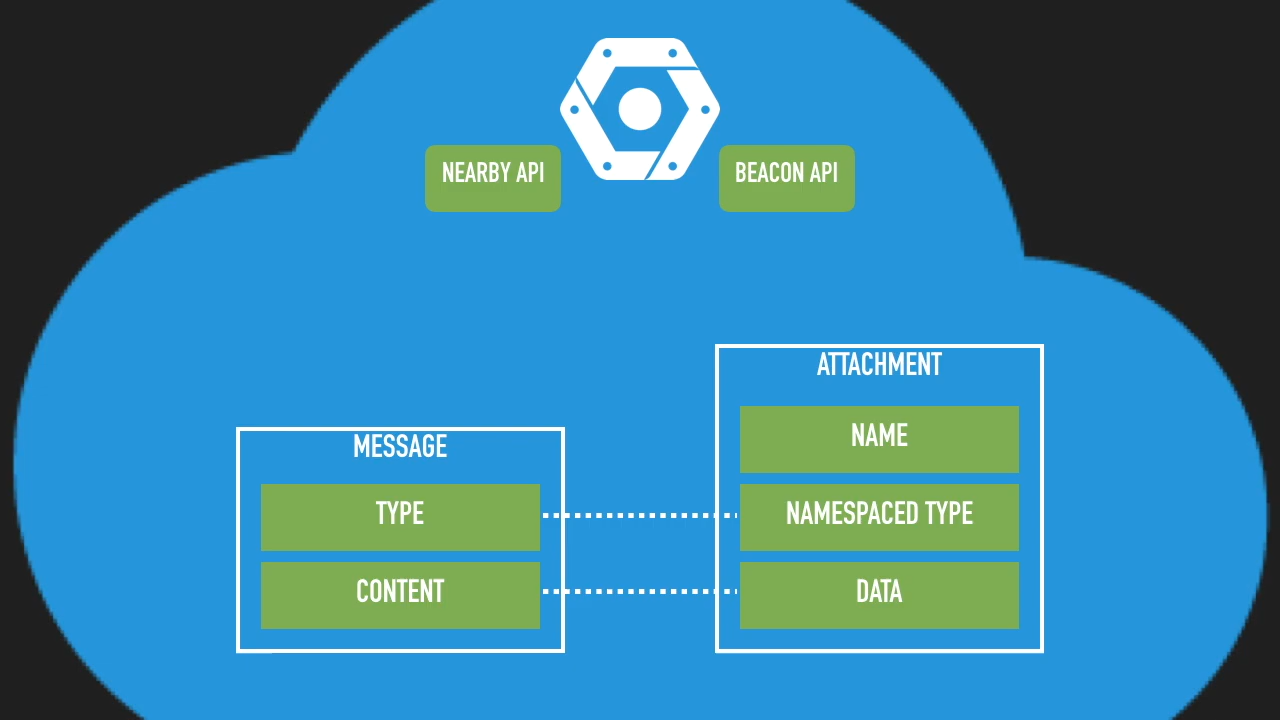 NEARBY API
BEACON API
MESSAGE
TYPE
CONTENT
ATTACHMENT
NAME
NAMESPACED TYPE
DATA